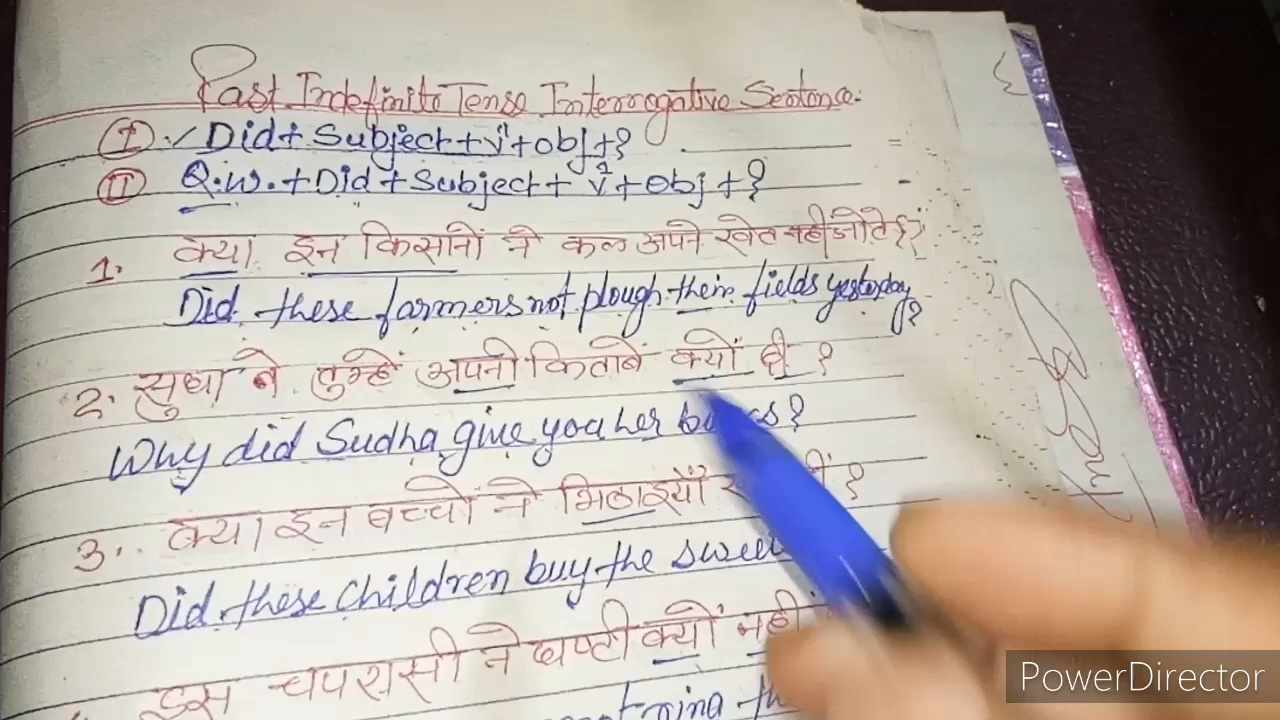 Past Indefinite Tense Interrogative Sentence.
(I) Did + Subject + V¹ + obj + ?
(II) Q.W. + Did + Subject + V¹ + obj + ?
1. क्या इन किसानों ने कल अपने खेत नहीं जोते ?
Did these farmers not plough their fields yesterday ?
2. सुधा ने तुम्हें अपनी किताबें क्यों दी ?
Why did Sudha give you her books ?
3. क्या इन बच्चों ने मिठाइयाँ ?
Did these children buy the
इस चपरासी ने घण्टी क्यों नहीं
the
PowerDirector